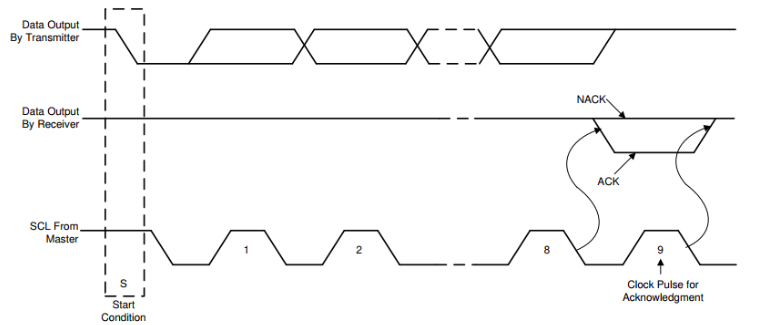 Data Output
By Transmitter
Data Output
By Receiver
NACK
ACK
SCL From
Master
1
2
8
9
S
Start
Condition
Clock Pulse for
Acknowledgment